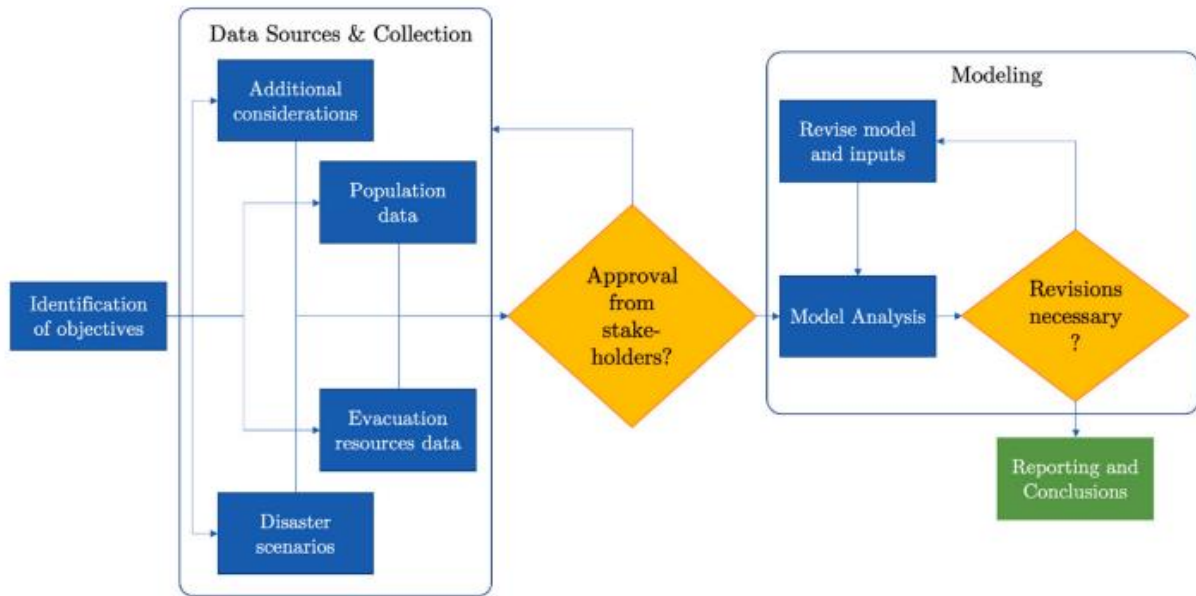 Data Sources & Collection
Additional
considerations
Population
data
Identification
of objectives
Evacuation
resources data
Disaster
scenarios
Approval
from
stake-
holders?
Modeling
Revise model
and inputs
Model Analysis
Revisions
necessary
?
Reporting and
Conclusions